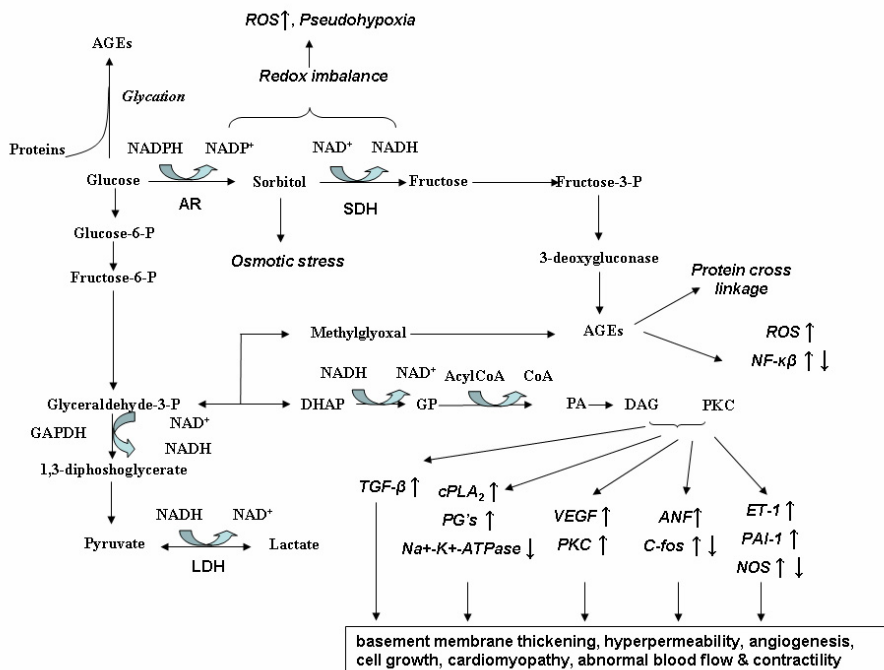 ROS↑, Pseudohypoxia
AGEs
Redox imbalance
Glycation
Proteins
NADPH NADP+ NAD+ NADH
Glucose Sorbitol Fructose Fructose-3-P
AR SDH
Glucose-6-P
Osmotic stress
3-deoxygluconase
Fructose-6-P
Protein cross
linkage
Methylglyoxal AGEs
ROS ↑
NF-κβ ↑ ↓
NADH NAD+ AcylCoA CoA
Glyceraldehyde-3-P DHAP GP PA DAG PKC
GAPDH NAD+
NADH
1,3-diphoshoglycerate
TGF-β ↑ cPLA2 ↑
PG's ↑
Na+-K+-ATPase ↓
VEGF ↑
PKC ↑
ANF ↑
C-fos ↑ ↓
ET-1 ↑
PAI-1 ↑
NOS ↑ ↓
NADH NAD+
Pyruvate Lactate
LDH
basement membrane thickening, hyperpermeability, angiogenesis,
cell growth, cardiomyopathy, abnormal blood flow & contractility